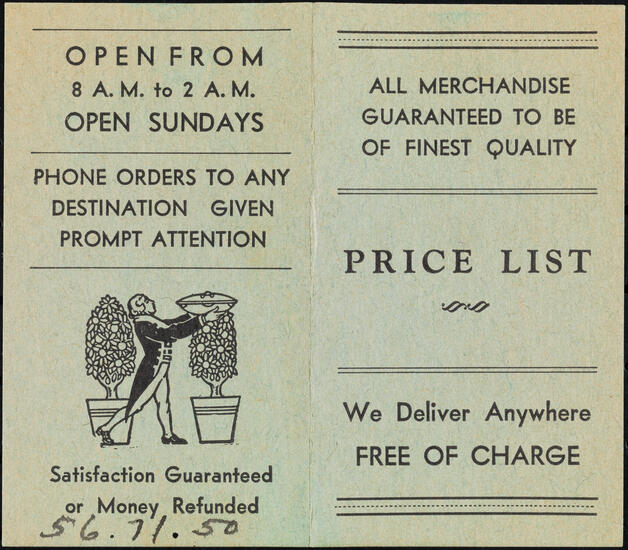 OPEN FROM
8 A. M. to 2 A. M.
OPEN SUNDAYS
PHONE ORDERS TO ANY
DESTINATION GIVEN
PROMPT ATTENTION
Satisfaction Guaranteed
or Money Refunded
56.71.50
ALL MERCHANDISE
GUARANTEED TO BE
OF FINEST QUALITY
PRICE LIST
We Deliver Anywhere
FREE OF CHARGE